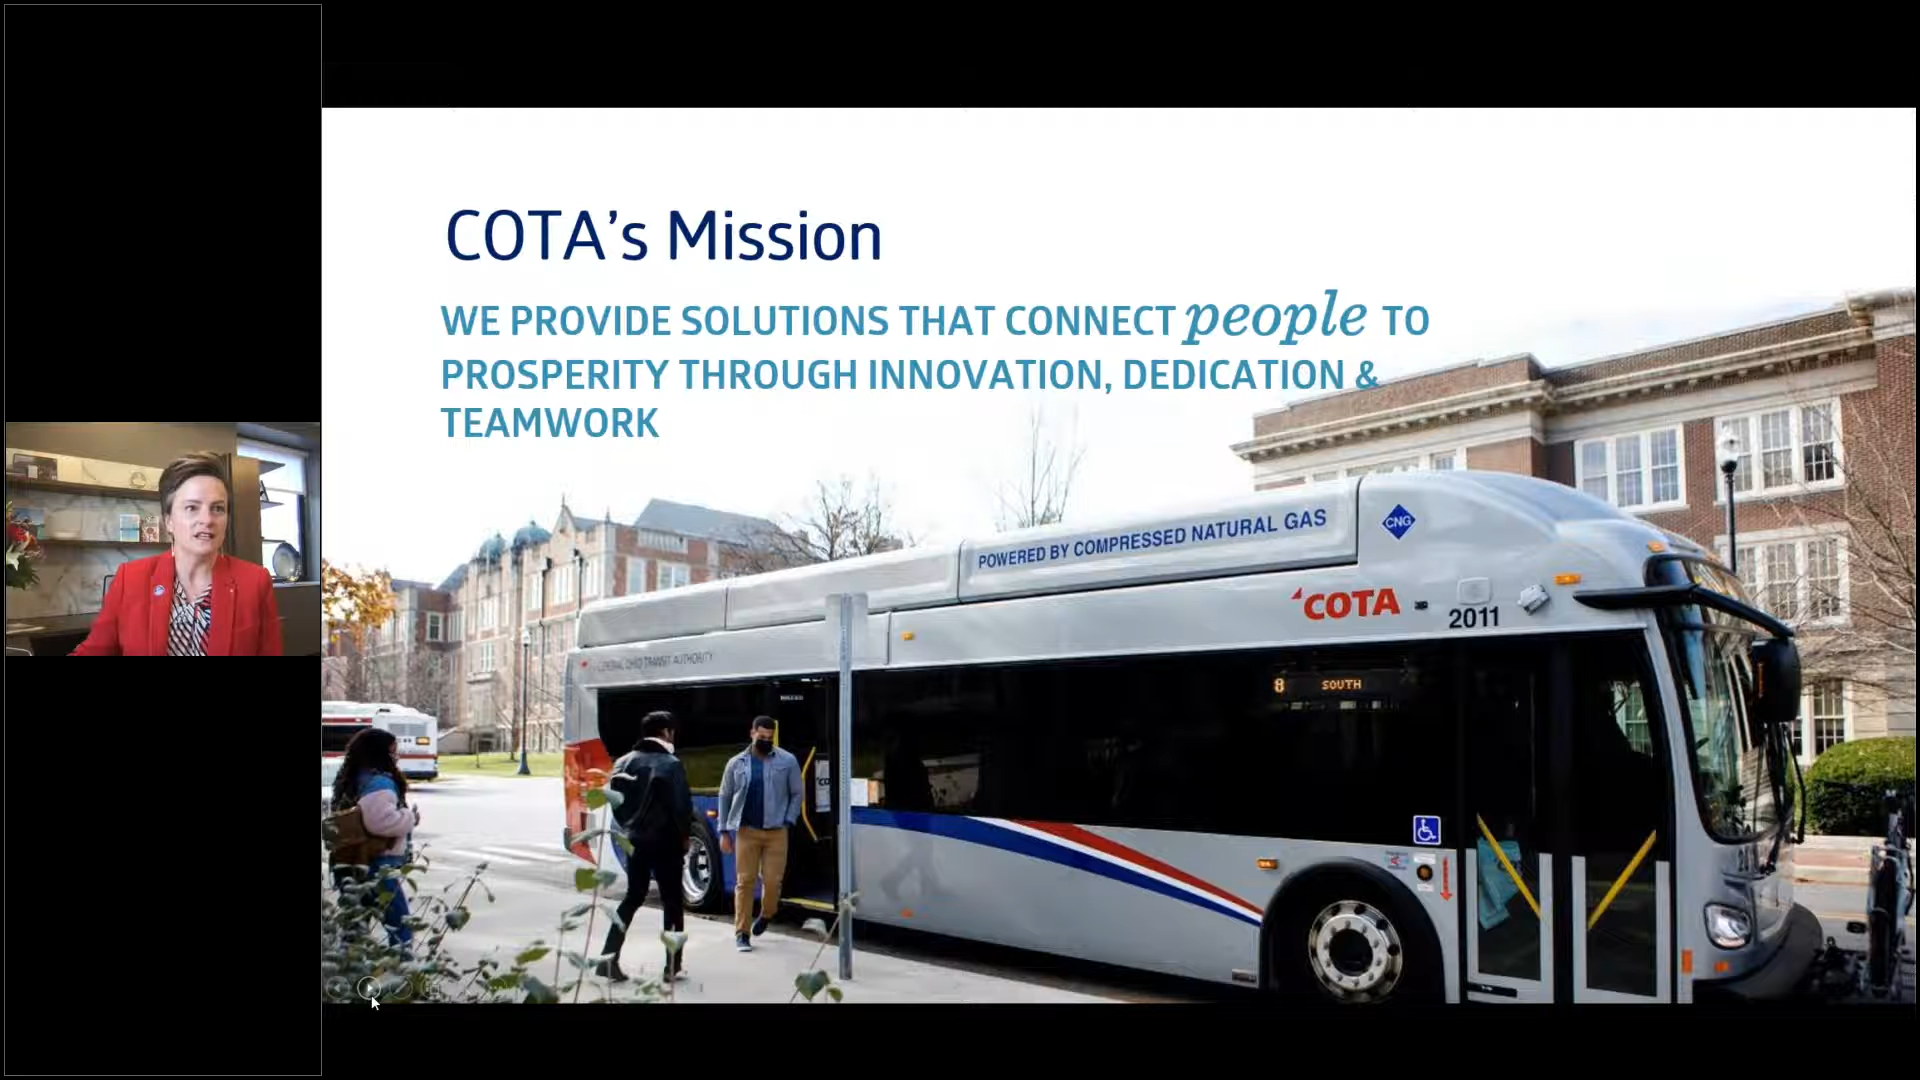 COTA's Mission
WE PROVIDE SOLUTIONS THAT CONNECT people TO
PROSPERITY THROUGH INNOVATION, DEDICATION &
TEAMWORK
POWERED BY COMPRESSED NATURAL GAS
CNG
COTA
2011
CENTRAL OHIO TRANSIT AUTHORITY
8 SOUTH